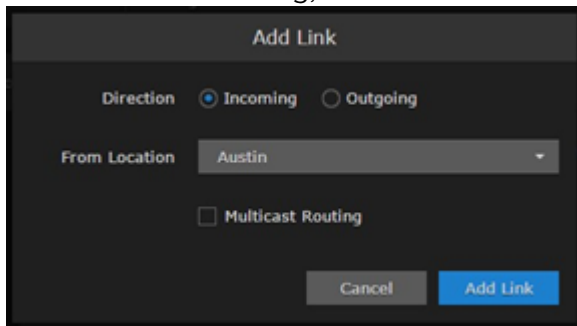 Add Link
Direction Incoming Outgoing
From Location Austin
Multicast Routing
Cancel Add Link